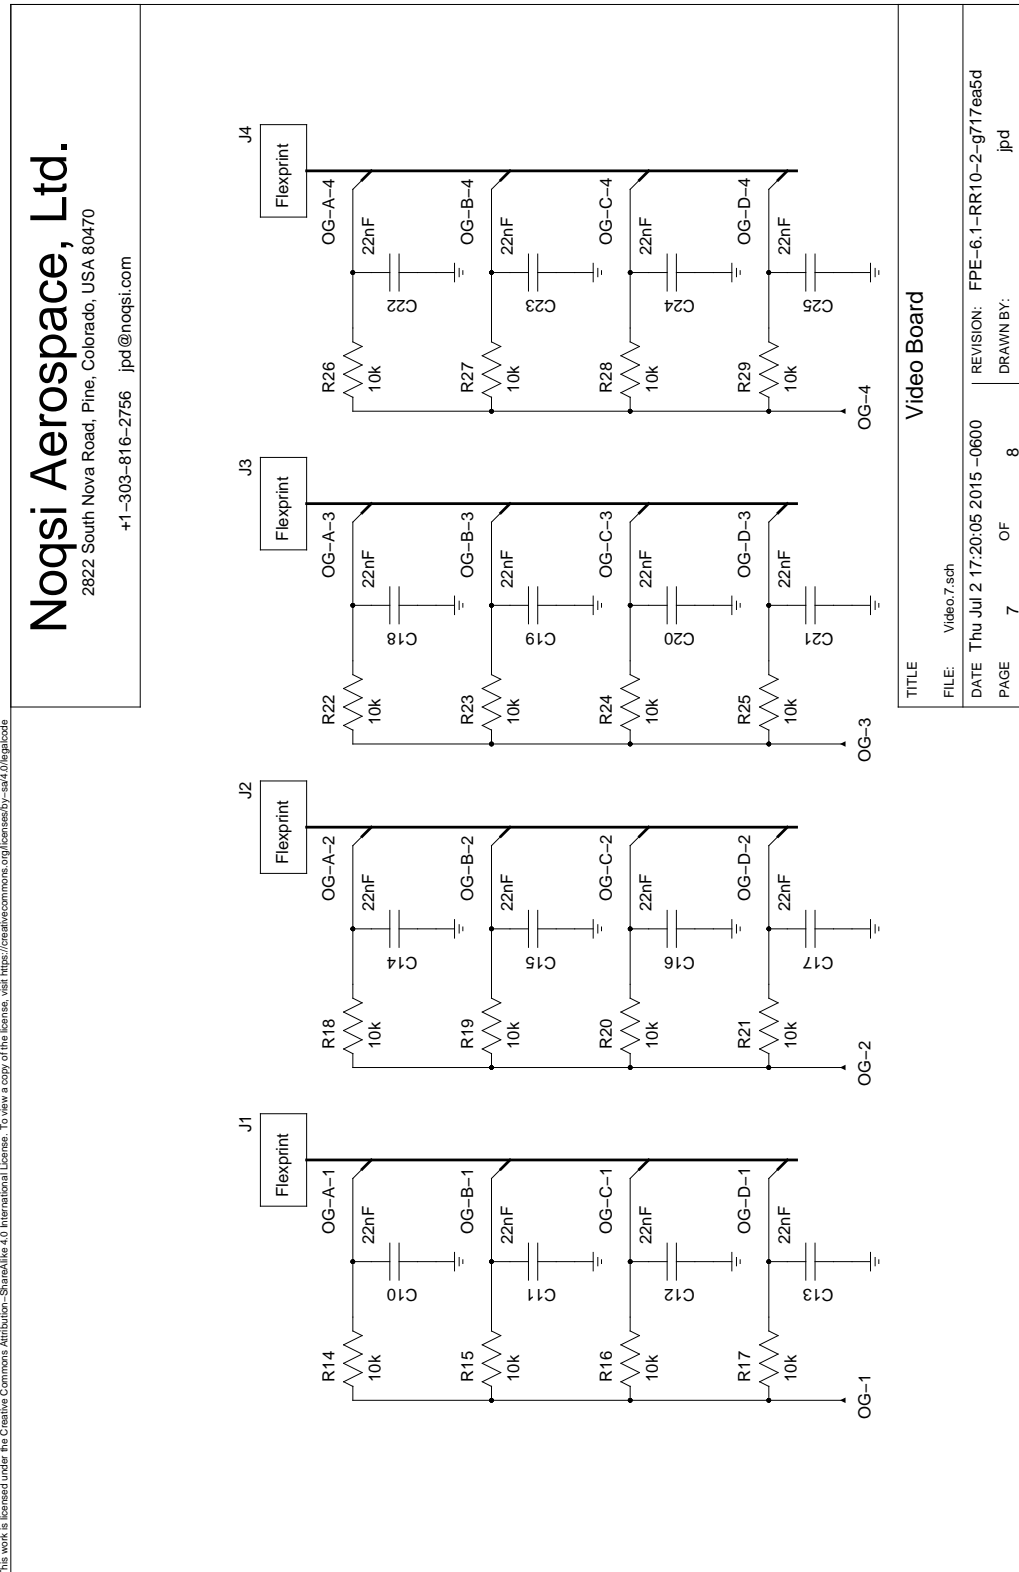 Noqsi Aerospace, Ltd.
2822 South Nova Road, Pine, Colorado, USA 80470
+1−303−816−2756 jpd@noqsi.com
This work is licensed under the Creative Commons Attribution−ShareAlike 4.0 International License. To view a copy of the license, visit https://creativecommons.org/licenses/by−sa/4.0/legalcode
J1
Flexprint
OG−A−1
R14
10k
22nF
C10
OG−B−1
R15
10k
22nF
C11
OG−C−1
R16
10k
22nF
C12
OG−D−1
R17
10k
22nF
C13
OG−1
J2
Flexprint
OG−A−2
R18
10k
22nF
C14
OG−B−2
R19
10k
22nF
C15
OG−C−2
R20
10k
22nF
C16
OG−D−2
R21
10k
22nF
C17
OG−2
J3
Flexprint
OG−A−3
R22
10k
22nF
C18
OG−B−3
R23
10k
22nF
C19
OG−C−3
R24
10k
22nF
C20
OG−D−3
R25
10k
22nF
C21
OG−3
J4
Flexprint
OG−A−4
R26
10k
22nF
C22
OG−B−4
R27
10k
22nF
C23
OG−C−4
R28
10k
22nF
C24
OG−D−4
R29
10k
22nF
C25
OG−4
TITLE
Video Board
FILE: Video.7.sch
DATE Thu Jul 2 17:20:05 2015 −0600
REVISION: FPE−6.1−RR10−2−g717ea5d
PAGE 7 OF 8
DRAWN BY: jpd